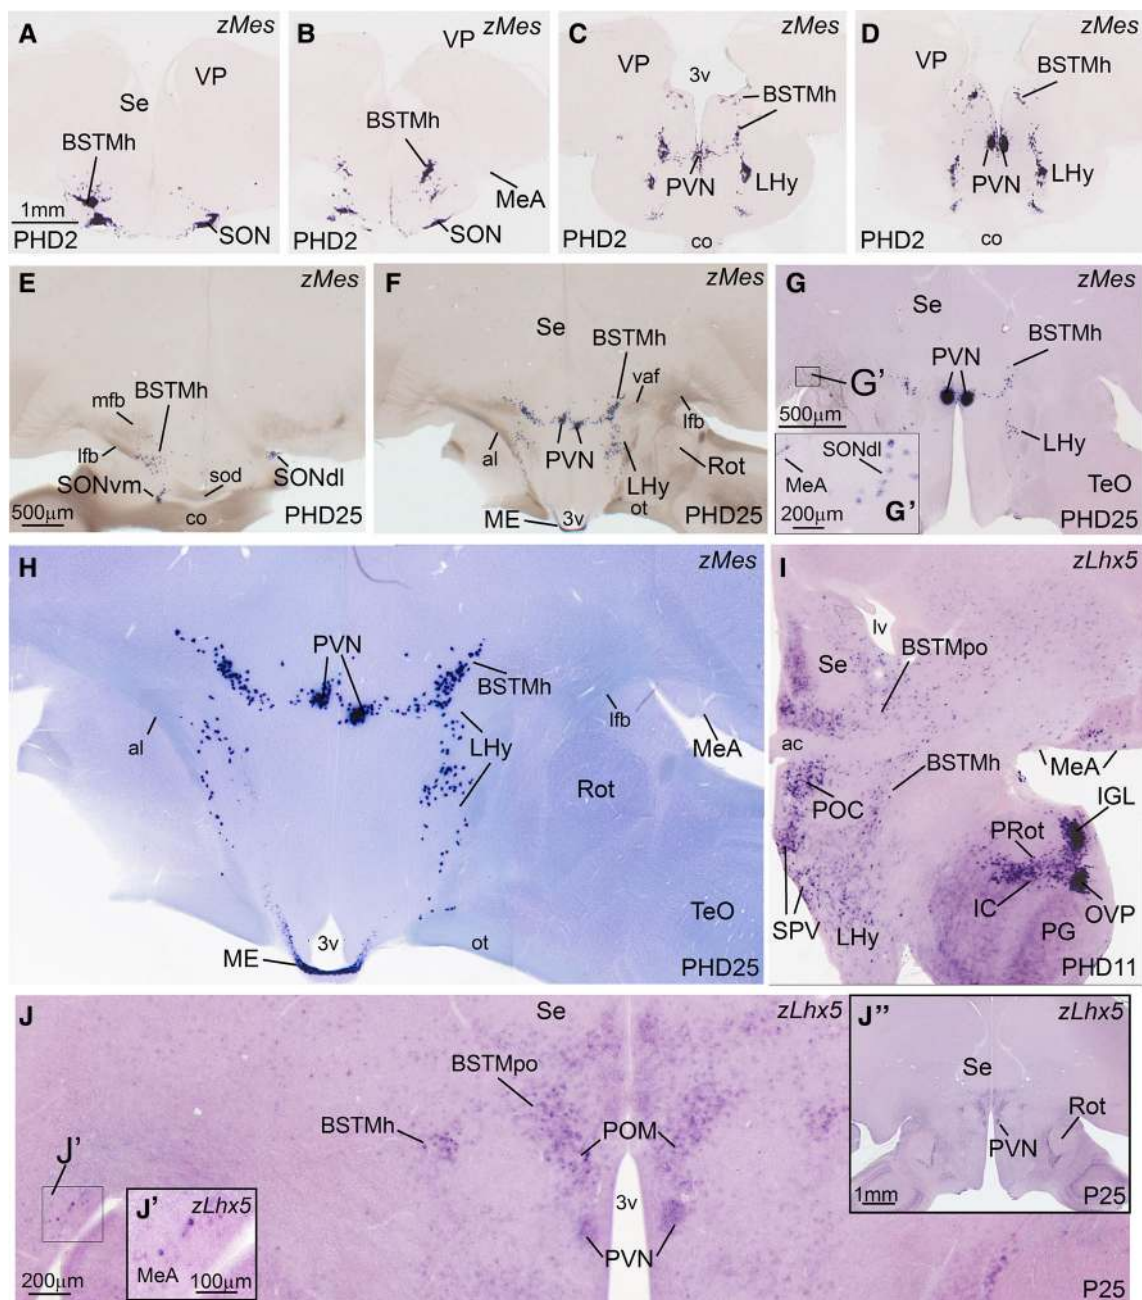 A
zMes
VP
Se
BSTMh
1mm
SON
PHD2
B
VP
zMes
BSTMh
MeA
SON
PHD2
C
zMes
VP
3v
BSTMh
PVN
LHy
PHD2
co
D
zMes
VP
BSTMh
PVN
LHy
PHD2
co
E
zMes
BSTMh
mfb
lfb
SONvm
sod
SONdl
500µm
co
PHD25
F
zMes
Se
BSTMh
vaf
lfb
al
PVN
Rot
LHy
ME
3v
ot
PHD25
G
zMes
Se
BSTMh
PVN
G’
500µm
SONdl
LHy
MeA
TeO
200µm
G’
PHD25
H
zMes
PVN
BSTMh
lfb
al
LHy
MeA
Rot
TeO
3v
ot
ME
PHD25
I
zLhx5
lv
Se
BSTMpo
ac
MeA
BSTMh
POC
IGL
PRot
IC
OVP
SPV
LHy
PG
PHD11
J
zLhx5
Se
BSTMpo
BSTMh
POM
J’
3v
PVN
200µm
P25
J’
zLhx5
MeA
100µm
J”
zLhx5
Se
Rot
PVN
1mm
P25